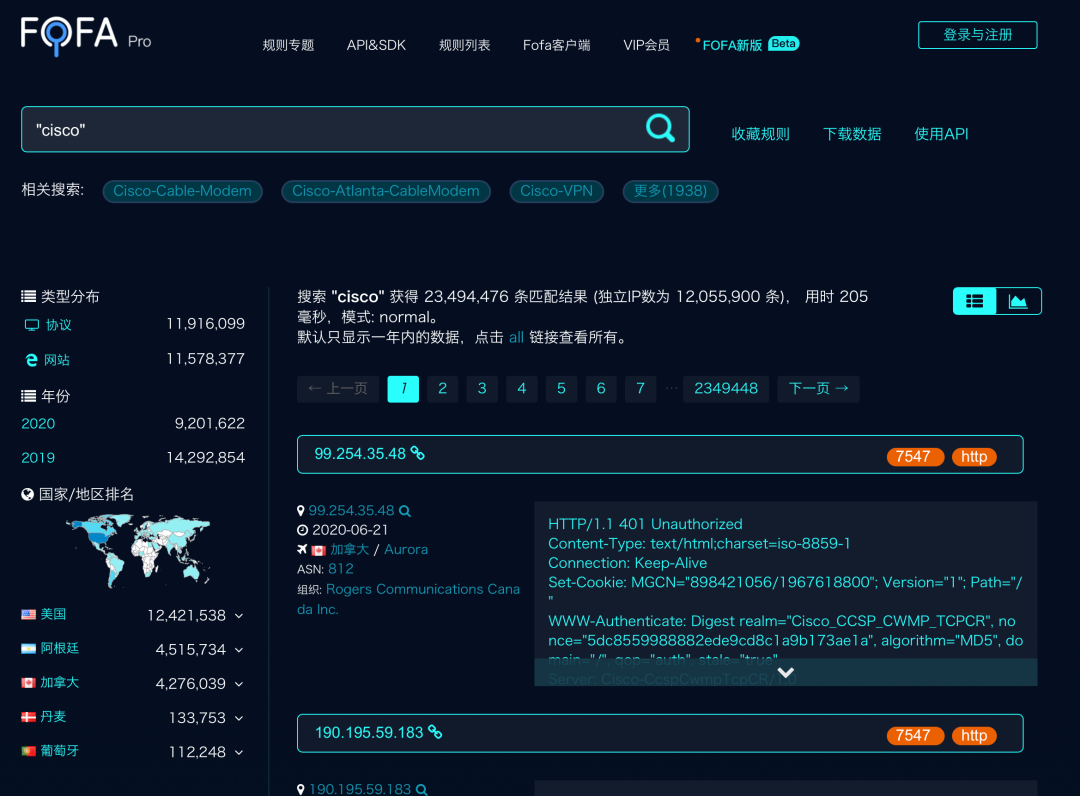 FOFA Pro
规则专题 API&SDK 规则列表 Fofa客户端 VIP会员 FOFA新版 Beta 登录与注册
"cisco"
收藏规则 下载数据 使用API
相关搜索: Cisco-Cable-Modem Cisco-Atlanta-CableModem Cisco-VPN 更多(1938)
类型分布
协议 11,916,099
网站 11,578,377
年份
2020 9,201,622
2019 14,292,854
国家/地区排名
美国 12,421,538
阿根廷 4,515,734
加拿大 4,276,039
丹麦 133,753
葡萄牙 112,248
搜索 "cisco" 获得 23,494,476 条匹配结果 (独立IP数为 12,055,900 条)， 用时 205
毫秒，模式: normal。
默认只显示一年内的数据，点击 all 链接查看所有。
← 上一页 1 2 3 4 5 6 7 ··· 2349448 下一页 →
99.254.35.48 7547 http
99.254.35.48
2020-06-21
加拿大 / Aurora
ASN: 812
组织: Rogers Communications Cana
da Inc.
HTTP/1.1 401 Unauthorized
Content-Type: text/html;charset=iso-8859-1
Connection: Keep-Alive
Set-Cookie: MGCN="898421056/1967618800"; Version="1"; Path="/
"
WWW-Authenticate: Digest realm="Cisco_CCSP_CWMP_TCPCR", no
nce="5dc8559988882ede9cd8c1a9b173ae1a", algorithm="MD5", do
main="/", qop="auth", stale="true"
Server: Cisco-CcspCwmpTcpCR/1.0
190.195.59.183 7547 http
190.195.59.183